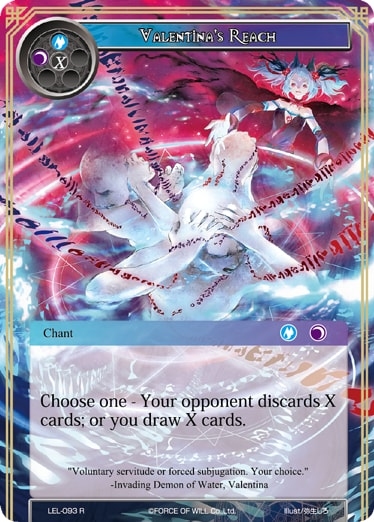 Valentina's Reach
X
Chant
Choose one - Your opponent discards X
cards; or you draw X cards.
"Voluntary servitude or forced subjugation. Your choice."
-Invading Demon of Water, Valentina
LEL-093 R ©FORCE OF WILL Co.,Ltd. Illust/